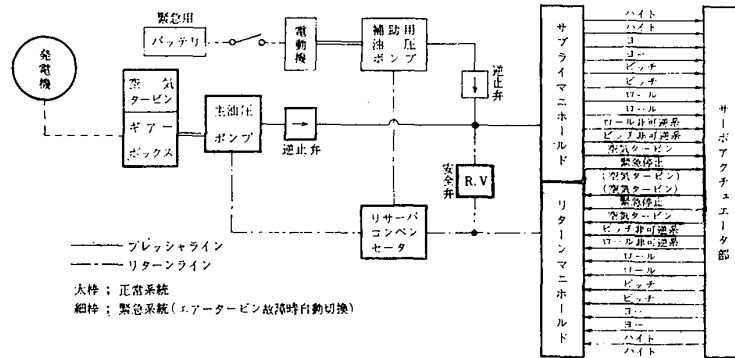 緊急用
バッテリ
電動機
補助用
油圧
ポンプ
逆止弁
発電機
空気
タービン
ギアー
ボックス
主油圧
ポンプ
逆止弁
安全弁
R.V
リサーバ
コンペン
セータ
サプライマニホールド
リターンマニホールド
ハイト
ハイト
ヨー
ヨー
ピッチ
ピッチ
ロール
ロール
ロール非可逆系
ピッチ非可逆系
空気タービン
緊急停止
(空気タービン)
(空気タービン)
緊急停止
空気タービン
ピッチ非可逆系
ロール非可逆系
ロール
ロール
ピッチ
ピッチ
ヨー
ヨー
ハイト
ハイト
サーボアクチュエータ部
プレッシャライン
リターンライン
太枠；正常系統
細枠；緊急系統(エアータービン故障時自動切換)